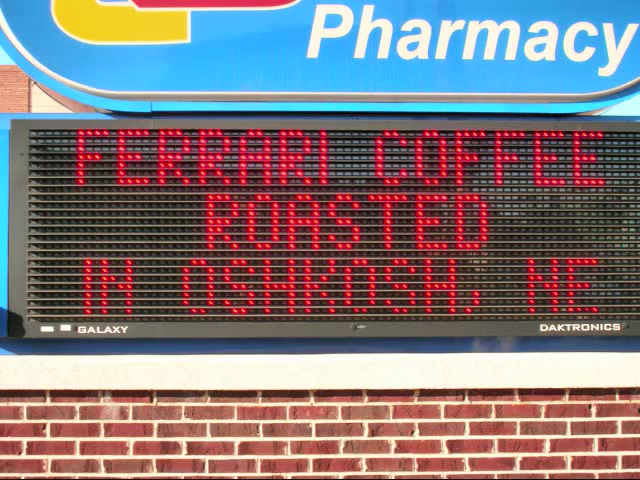 Pharmacy
FERRARI COFFEE
ROASTED
IN OSHKOSH, NE
GALAXY
DAKTRONICS